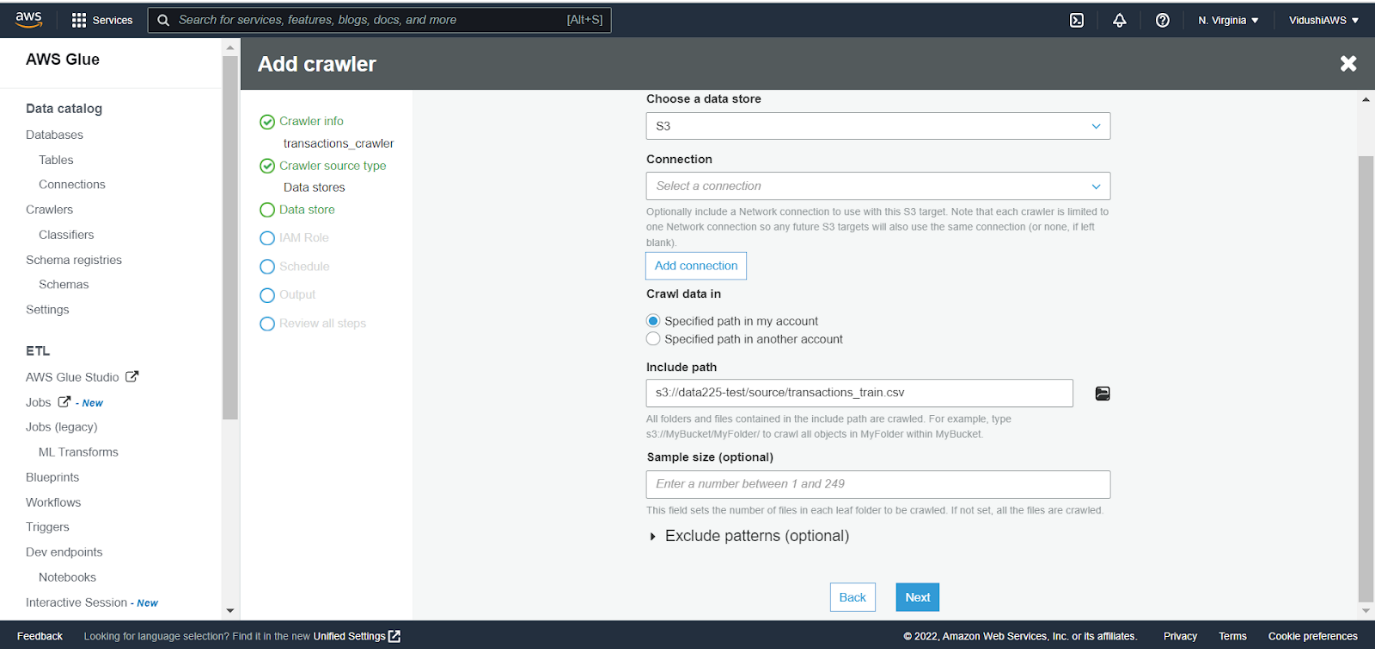 aws
Services
Search for services, features, blogs, docs, and more
[Alt+S]
N. Virginia
VidushiAWS
AWS Glue
Data catalog
Databases
Tables
Connections
Crawlers
Classifiers
Schema registries
Schemas
Settings
ETL
AWS Glue Studio
Jobs - New
Jobs (legacy)
ML Transforms
Blueprints
Workflows
Triggers
Dev endpoints
Notebooks
Interactive Session - New
Add crawler
Crawler info
transactions_crawler
Crawler source type
Data stores
Data store
IAM Role
Schedule
Output
Review all steps
Choose a data store
S3
Connection
Select a connection
Optionally include a Network connection to use with this S3 target. Note that each crawler is limited to
one Network connection so any future S3 targets will also use the same connection (or none, if left
blank).
Add connection
Crawl data in
Specified path in my account
Specified path in another account
Include path
s3://data225-test/source/transactions_train.csv
All folders and files contained in the include path are crawled. For example, type
s3://MyBucket/MyFolder/ to crawl all objects in MyFolder within MyBucket.
Sample size (optional)
Enter a number between 1 and 249
This field sets the number of files in each leaf folder to be crawled. If not set, all the files are crawled.
Exclude patterns (optional)
Back
Next
Feedback
Looking for language selection? Find it in the new Unified Settings
© 2022, Amazon Web Services, Inc. or its affiliates.
Privacy
Terms
Cookie preferences